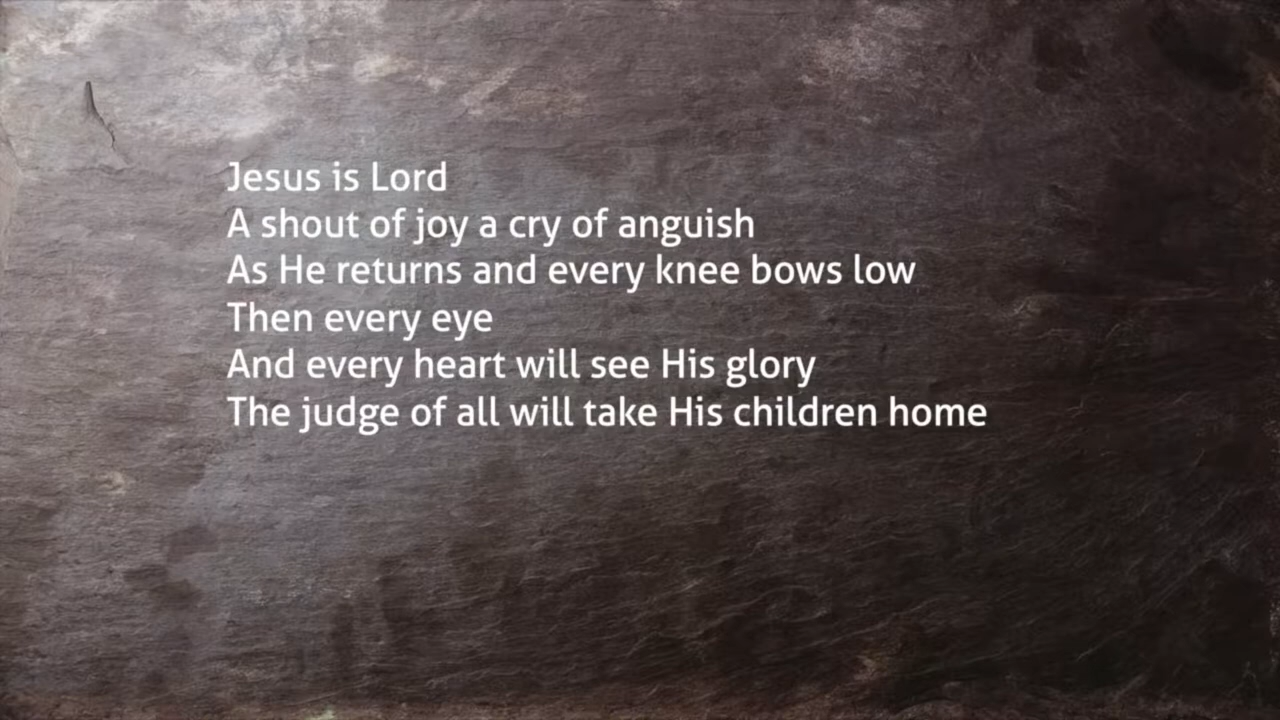 Jesus is Lord
A shout of joy a cry of anguish
As He returns and every knee bows low
Then every eye
And every heart will see His glory
The judge of all will take His children home